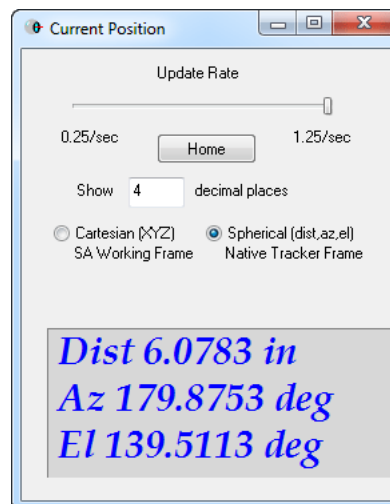 Current Position
Update Rate
0.25/sec 1.25/sec
Home
Show 4 decimal places
Cartesian (XYZ) Spherical (dist,az,el)
SA Working Frame Native Tracker Frame
Dist 6.0783 in
Az 179.8753 deg
El 139.5113 deg